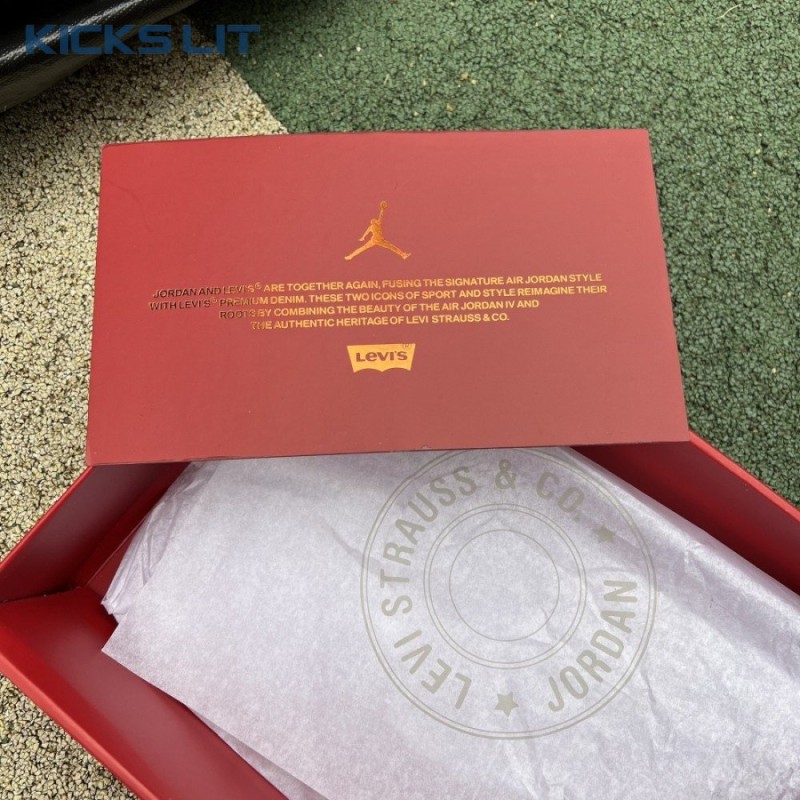 KICKS LIT
JORDAN AND LEVI'S® ARE TOGETHER AGAIN, FUSING THE SIGNATURE AIR JORDAN STYLE
WITH LEVI'S® PREMIUM DENIM. THESE TWO ICONS OF SPORT AND STYLE REIMAGINE THEIR
ROOTS BY COMBINING THE BEAUTY OF THE AIR JORDAN IV AND
THE AUTHENTIC HERITAGE OF LEVI STRAUSS & CO.
LEVI'S®
LEVI STRAUSS & CO. ★ JORDAN ★